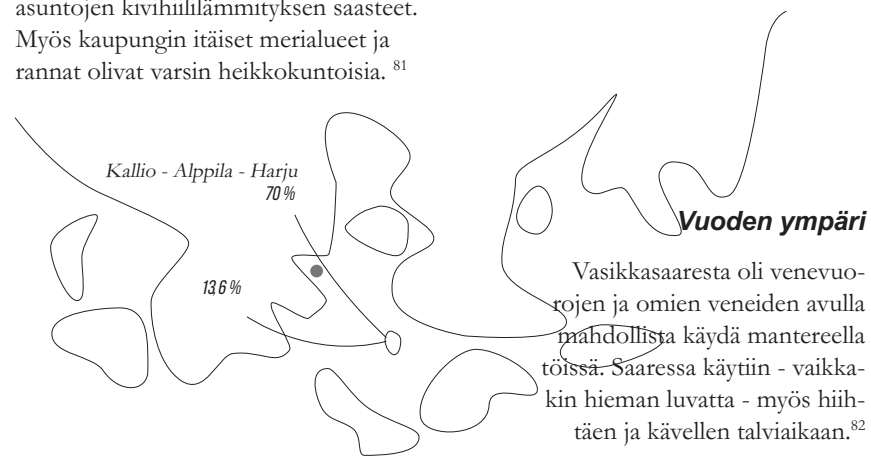 asuntojen kivihiililämmityksen saasteet.
Myös kaupungin itäiset merialueet ja
rannat olivat varsin heikkokuntoisia. 81
Kallio - Alppila - Harju
70 %
13,6 %
Vuoden ympäri
Vasikkasaaresta oli venevuo-
rojen ja omien veneiden avulla
mahdollista käydä mantereella
töissä. Saaressa käytiin - vaikka-
kin hieman luvatta - myös hiih-
täen ja kävellen talviaikaan.82